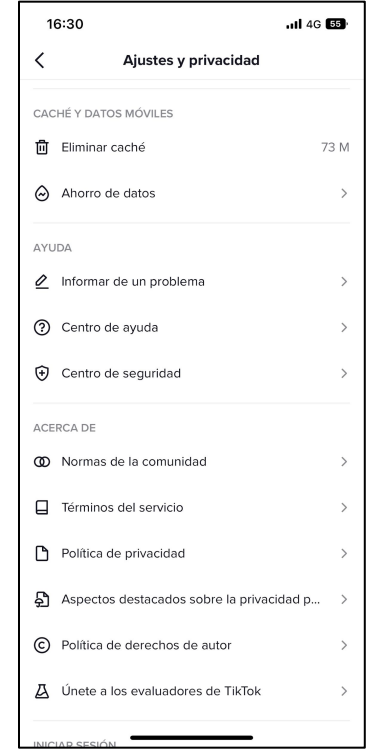 16:30
4G 55
Ajustes y privacidad
CACHÉ Y DATOS MÓVILES
Eliminar caché 73 M
Ahorro de datos
AYUDA
Informar de un problema
Centro de ayuda
Centro de seguridad
ACERCA DE
Normas de la comunidad
Términos del servicio
Política de privacidad
Aspectos destacados sobre la privacidad p...
Política de derechos de autor
Únete a los evaluadores de TikTok
INICIAR SESIÓN